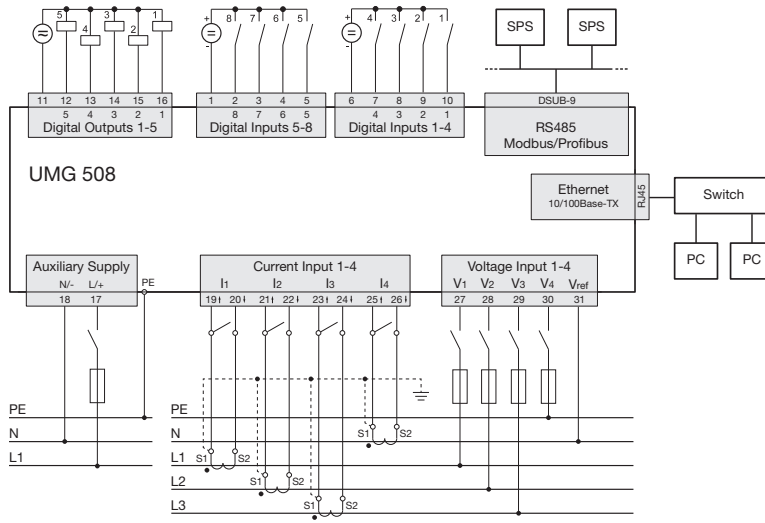 5 4 3 2 1
8 7 6 5
4 3 2 1
SPS SPS
+ -
+ -
11 12 13 14 15 16
5 4 3 2 1
Digital Outputs 1-5
1 2 3 4 5
8 7 6 5
Digital Inputs 5-8
6 7 8 9 10
4 3 2 1
Digital Inputs 1-4
DSUB-9
RS485
Modbus/Profibus
UMG 508
Ethernet
10/100Base-TX
RJ45
Switch
PC PC
Auxiliary Supply
N/- L/+
18 17
PE
Current Input 1-4
I1 I2 I3 I4
19 20 21 22 23 24 25 26
Voltage Input 1-4
V1 V2 V3 V4 Vref
27 28 29 30 31
PE
N
L1
PE
N
L1
L2
L3
S1 S2
S1 S2
S1 S2
S1 S2